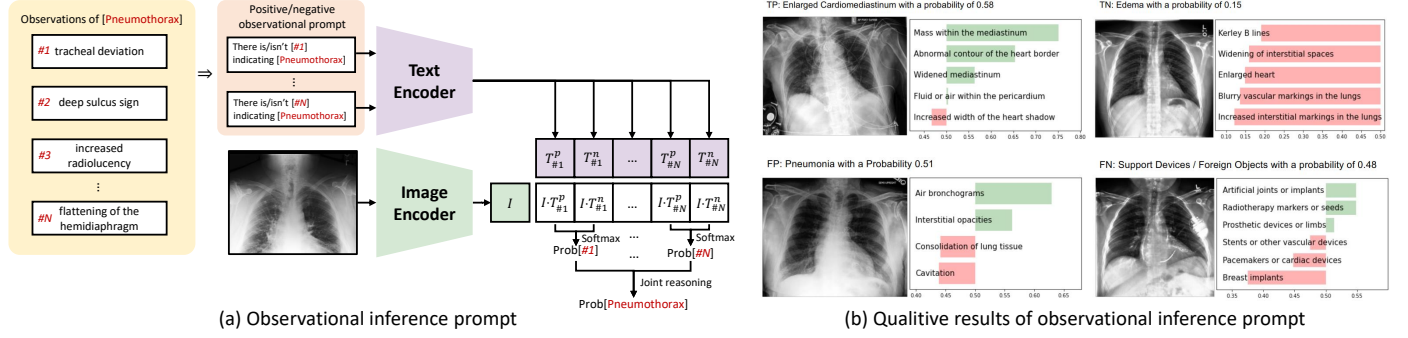 Observations of [Pneumothorax]
#1 tracheal deviation
#2 deep sulcus sign
#3 increased
radiolucency
⋮
#N flattening of the
hemidiaphragm
⇒
Positive/negative
observational prompt
There is/isn't [#1]
indicating [Pneumothorax]
⋮
There is/isn't [#N]
indicating [Pneumothorax]
Text
Encoder
Image
Encoder
I
T^p_#1 T^n_#1 ... T^p_#N T^n_#N
I·T^p_#1 I·T^n_#1 ... I·T^p_#N I·T^n_#N
Softmax ... Softmax
Prob[#1] ... Prob[#N]
Joint reasoning
Prob[Pneumothorax]
(a) Observational inference prompt
TP: Enlarged Cardiomediastinum with a probability of 0.58
Mass within the mediastinum
Abnormal contour of the heart border
Widened mediastinum
Fluid or air within the pericardium
Increased width of the heart shadow
0.45 0.50 0.55 0.60 0.65 0.70 0.75 0.80
TN: Edema with a probability of 0.15
Kerley B lines
Widening of interstitial spaces
Enlarged heart
Blurry vascular markings in the lungs
Increased interstitial markings in the lungs
0.15 0.20 0.25 0.30 0.35 0.40 0.45 0.50
FP: Pneumonia with a Probability 0.51
Air bronchograms
Interstitial opacities
Consolidation of lung tissue
Cavitation
0.40 0.45 0.50 0.55 0.60 0.65
FN: Support Devices / Foreign Objects with a probability of 0.48
Artificial joints or implants
Radiotherapy markers or seeds
Prosthetic devices or limbs
Stents or other vascular devices
Pacemakers or cardiac devices
Breast implants
0.35 0.40 0.45 0.50 0.55
(b) Qualitive results of observational inference prompt